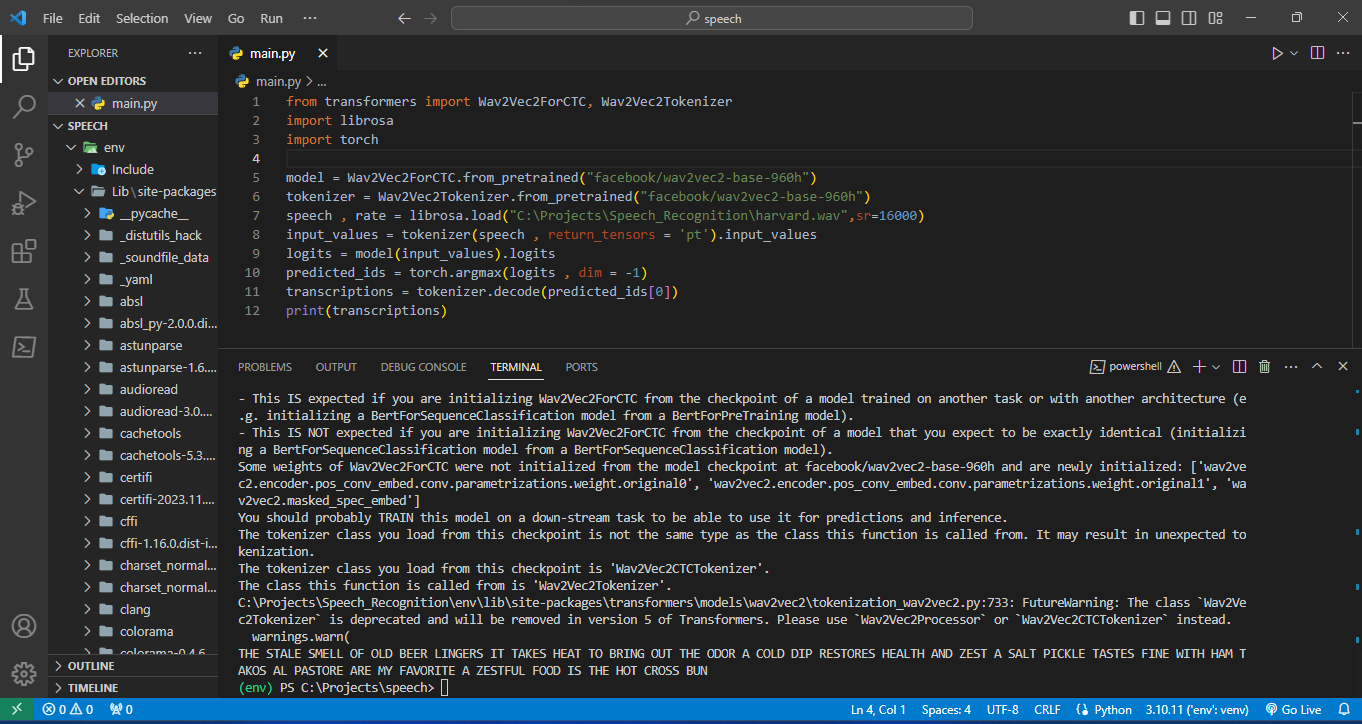 File Edit Selection View Go Run ··· speech
EXPLORER ···
OPEN EDITORS
main.py
SPEECH
env
Include
Lib\site-packages
__pycache__
_distutils_hack
_soundfile_data
_yaml
absl
absl_py-2.0.0.di...
astunparse
astunparse-1.6....
audioread
audioread-3.0....
cachetools
cachetools-5.3....
certifi
certifi-2023.11....
cffi
cffi-1.16.0.dist-i...
charset_normal...
charset_normal...
clang
colorama
colorama-0.4.6
OUTLINE
TIMELINE
main.py
main.py > ...
1 from transformers import Wav2Vec2ForCTC, Wav2Vec2Tokenizer
2 import librosa
3 import torch
4
5 model = Wav2Vec2ForCTC.from_pretrained("facebook/wav2vec2-base-960h")
6 tokenizer = Wav2Vec2Tokenizer.from_pretrained("facebook/wav2vec2-base-960h")
7 speech , rate = librosa.load("C:\Projects\Speech_Recognition\harvard.wav",sr=16000)
8 input_values = tokenizer(speech , return_tensors = 'pt').input_values
9 logits = model(input_values).logits
10 predicted_ids = torch.argmax(logits , dim = -1)
11 transcriptions = tokenizer.decode(predicted_ids[0])
12 print(transcriptions)
PROBLEMS OUTPUT DEBUG CONSOLE TERMINAL PORTS powershell
- This IS expected if you are initializing Wav2Vec2ForCTC from the checkpoint of a model trained on another task or with another architecture (e
.g. initializing a BertForSequenceClassification model from a BertForPreTraining model).
- This IS NOT expected if you are initializing Wav2Vec2ForCTC from the checkpoint of a model that you expect to be exactly identical (initializi
ng a BertForSequenceClassification model from a BertForSequenceClassification model).
Some weights of Wav2Vec2ForCTC were not initialized from the model checkpoint at facebook/wav2vec2-base-960h and are newly initialized: ['wav2ve
c2.encoder.pos_conv_embed.conv.parametrizations.weight.original0', 'wav2vec2.encoder.pos_conv_embed.conv.parametrizations.weight.original1', 'wa
v2vec2.masked_spec_embed']
You should probably TRAIN this model on a down-stream task to be able to use it for predictions and inference.
The tokenizer class you load from this checkpoint is not the same type as the class this function is called from. It may result in unexpected to
kenization.
The tokenizer class you load from this checkpoint is 'Wav2Vec2CTCTokenizer'.
The class this function is called from is 'Wav2Vec2Tokenizer'.
C:\Projects\Speech_Recognition\env\lib\site-packages\transformers\models\wav2vec2\tokenization_wav2vec2.py:733: FutureWarning: The class `Wav2Ve
c2Tokenizer` is deprecated and will be removed in version 5 of Transformers. Please use `Wav2Vec2Processor` or `Wav2Vec2CTCTokenizer` instead.
warnings.warn(
THE STALE SMELL OF OLD BEER LINGERS IT TAKES HEAT TO BRING OUT THE ODOR A COLD DIP RESTORES HEALTH AND ZEST A SALT PICKLE TASTES FINE WITH HAM T
AKOS AL PASTORE ARE MY FAVORITE A ZESTFUL FOOD IS THE HOT CROSS BUN
(env) PS C:\Projects\speech>
0 0 0 Ln 4, Col 1 Spaces: 4 UTF-8 CRLF Python 3.10.11 ('env': venv) Go Live